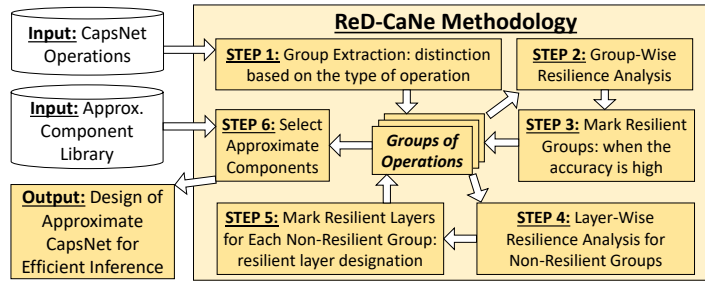 ReD-CaNe Methodology
Input: CapsNet
Operations
STEP 1: Group Extraction: distinction
based on the type of operation
STEP 2: Group-Wise
Resilience Analysis
Input: Approx.
Component
Library
STEP 6: Select
Approximate
Components
Groups of
Operations
STEP 3: Mark Resilient
Groups: when the
accuracy is high
Output: Design of
Approximate
CapsNet for
Efficient Inference
STEP 5: Mark Resilient Layers
for Each Non-Resilient Group:
resilient layer designation
STEP 4: Layer-Wise
Resilience Analysis for
Non-Resilient Groups